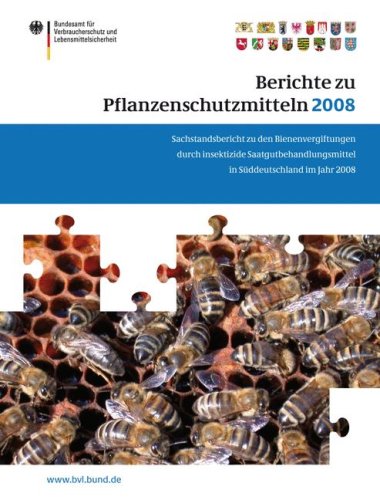 Bundesamt für
Verbraucherschutz und
Lebensmittelsicherheit
Berichte zu
Pflanzenschutzmitteln 2008
Sachstandsbericht zu den Bienenvergiftungen
durch insektizide Saatgutbehandlungsmittel
in Süddeutschland im Jahr 2008
www.bvl.bund.de